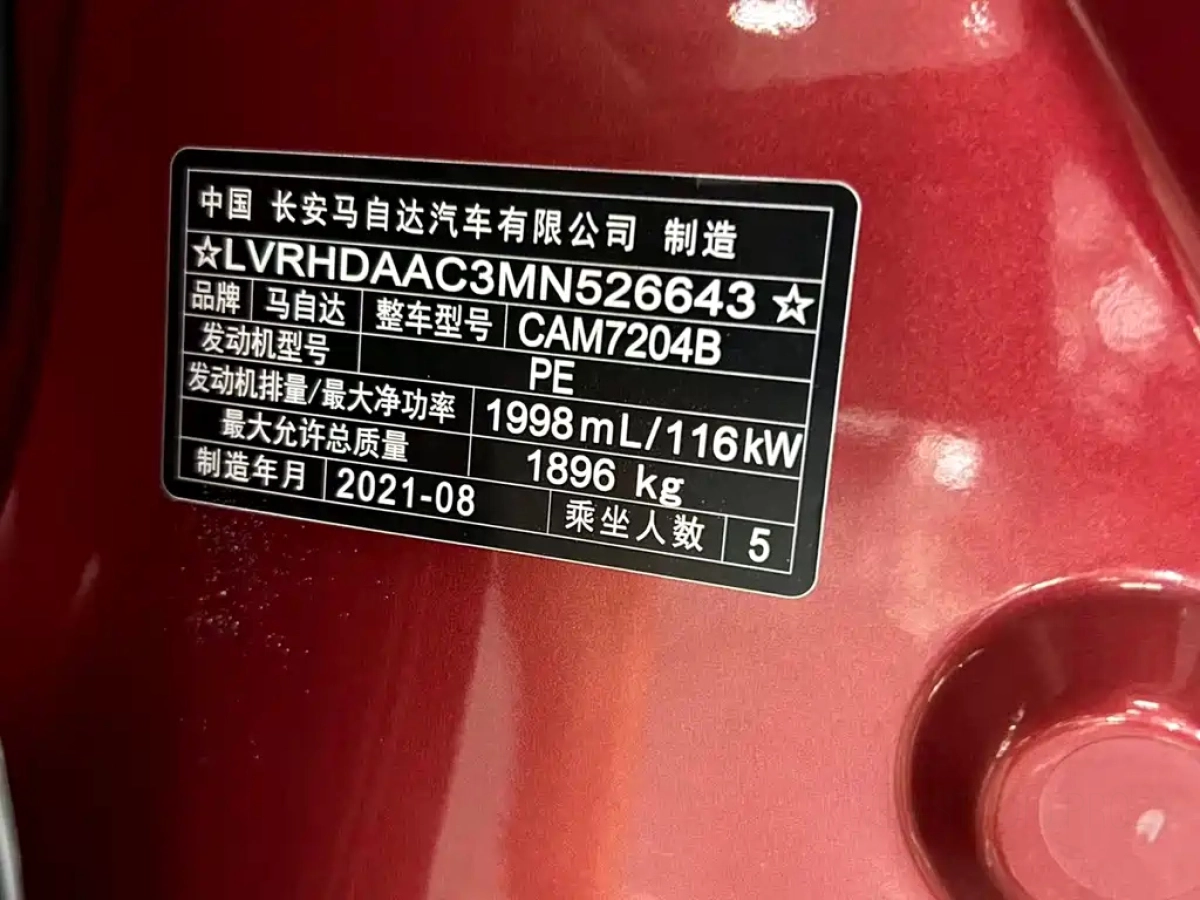 中国 长安马自达汽车有限公司 制造
☆LVRHDAAC3MN526643☆
品牌 马自达 整车型号 CAM7204B
发动机型号 PE
发动机排量/最大净功率 1998mL/116kW
最大允许总质量 1896 kg
制造年月 2021-08 乘坐人数 5